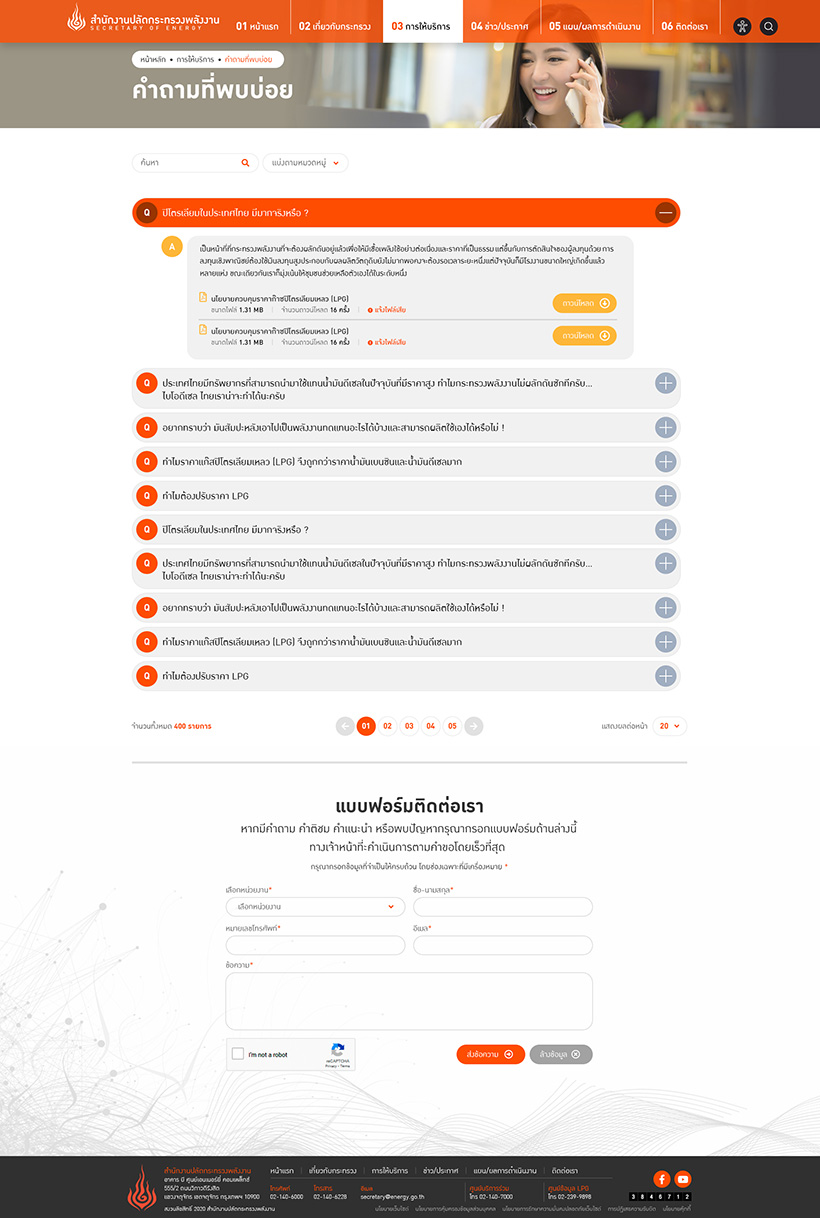 สำนักงานปลัดกระทรวงพลังงาน
SECRETARY OF ENERGY
01 หน้าแรก
02 เกี่ยวกับกระทรวง
03 การให้บริการ
04 ข่าว/ประกาศ
05 แผน/ผลการดำเนินงาน
06 ติดต่อเรา
หน้าหลัก • การให้บริการ • คำถามที่พบบ่อย
คำถามที่พบบ่อย
ค้นหา
แบ่งตามหมวดหมู่
Q ปิโตรเลียมในประเทศไทย มีมากจริงหรือ ?
A
เป็นหน้าที่ที่กระทรวงพลังงานที่จะต้องผลักดันอยู่แล้วเพื่อให้มีเชื้อเพลิงใช้อย่างต่อเนื่องและราคาที่เป็นธรรม แต่ขึ้นกับการตัดสินใจของผู้ลงทุนด้วย การ
ลงทุนเชิงพาณิชย์ต้องใช้เงินลงทุนสูงประกอบกับผลผลิตวัตถุดิบยังไม่มากพอคงจะต้องรอเวลาระยะหนึ่งแต่ปัจจุบันก็มีโรงงานขนาดใหญ่เกิดขึ้นแล้ว
หลายแห่ง ขณะเดียวกันเราก็มุ่งเน้นให้ชุมชนช่วยเหลือตัวเองได้ในระดับหนึ่ง
นโยบายควบคุมราคาก๊าซปิโตรเลียมเหลว (LPG)
ขนาดไฟล์ 1.31 MB | จำนวนดาวน์โหลด 16 ครั้ง | แจ้งไฟล์เสีย
ดาวน์โหลด
นโยบายควบคุมราคาก๊าซปิโตรเลียมเหลว (LPG)
ขนาดไฟล์ 1.31 MB | จำนวนดาวน์โหลด 16 ครั้ง | แจ้งไฟล์เสีย
ดาวน์โหลด
Q ประเทศไทยมีทรัพยากรที่สามารถนำมาใช้แทนน้ำมันดีเซลในปัจจุบันที่มีราคาสูง ทำไมกระทรวงพลังงานไม่ผลักดันซักทีครับ...
ไบโอดีเซล ไทยเราน่าจะทำได้นะครับ
Q อยากทราบว่า มันสัมปะหลังเอาไปเป็นพลังงานทดแทนอะไรได้บ้างและสามารถผลิตใช้เองได้หรือไม่ !
Q ทำไมราคาแก๊สปิโตรเลียมเหลว (LPG) จึงถูกกว่าราคาน้ำมันเบนซินและน้ำมันดีเซลมาก
Q ทำไมต้องปรับราคา LPG
Q ปิโตรเลียมในประเทศไทย มีมากจริงหรือ ?
Q ประเทศไทยมีทรัพยากรที่สามารถนำมาใช้แทนน้ำมันดีเซลในปัจจุบันที่มีราคาสูง ทำไมกระทรวงพลังงานไม่ผลักดันซักทีครับ...
ไบโอดีเซล ไทยเราน่าจะทำได้นะครับ
Q อยากทราบว่า มันสัมปะหลังเอาไปเป็นพลังงานทดแทนอะไรได้บ้างและสามารถผลิตใช้เองได้หรือไม่ !
Q ทำไมราคาแก๊สปิโตรเลียมเหลว (LPG) จึงถูกกว่าราคาน้ำมันเบนซินและน้ำมันดีเซลมาก
Q ทำไมต้องปรับราคา LPG
จำนวนทั้งหมด 400 รายการ
01 02 03 04 05
แสดงผลต่อหน้า 20
แบบฟอร์มติดต่อเรา
หากมีคำถาม คำติชม คำแนะนำ หรือพบปัญหากรุณากรอกแบบฟอร์มด้านล่างนี้
ทางเจ้าหน้าที่จะดำเนินการตามคำขอโดยเร็วที่สุด
กรุณากรอกข้อมูลที่จำเป็นให้ครบถ้วน โดยช่องเฉพาะที่มีเครื่องหมาย *
เลือกหน่วยงาน*
เลือกหน่วยงาน
ชื่อ-นามสกุล*
หมายเลขโทรศัพท์*
อีเมล*
ข้อความ*
I'm not a robot
reCAPTCHA
Privacy - Terms
ส่งข้อความ
ล้างข้อมูล
สำนักงานปลัดกระทรวงพลังงาน
อาคาร บี ศูนย์เอนเนอร์ยี่ คอมเพล็กซ์
555/2 ถนนวิภาวดีรังสิต
แขวงจตุจักร เขตจตุจักร กรุงเทพฯ 10900
สงวนลิขสิทธิ์ 2020 สำนักงานปลัดกระทรวงพลังงาน
หน้าแรก | เกี่ยวกับกระทรวง | การให้บริการ | ข่าว/ประกาศ | แผน/ผลการดำเนินงาน | ติดต่อเรา
โทรศัพท์
02-140-6000
โทรสาร
02-140-6228
อีเมล
secretary@energy.go.th
ศูนย์บริการร่วม
โทร 02-140-7000
ศูนย์ข้อมูล LPG
โทร 02-239-9898
3 8 4 6 7 1 2
นโยบายเว็บไซต์ นโยบายการคุ้มครองข้อมูลส่วนบุคคล นโยบายการรักษาความมั่นคงปลอดภัยเว็บไซต์ การปฏิเสธความรับผิด นโยบายคุ้กกี้